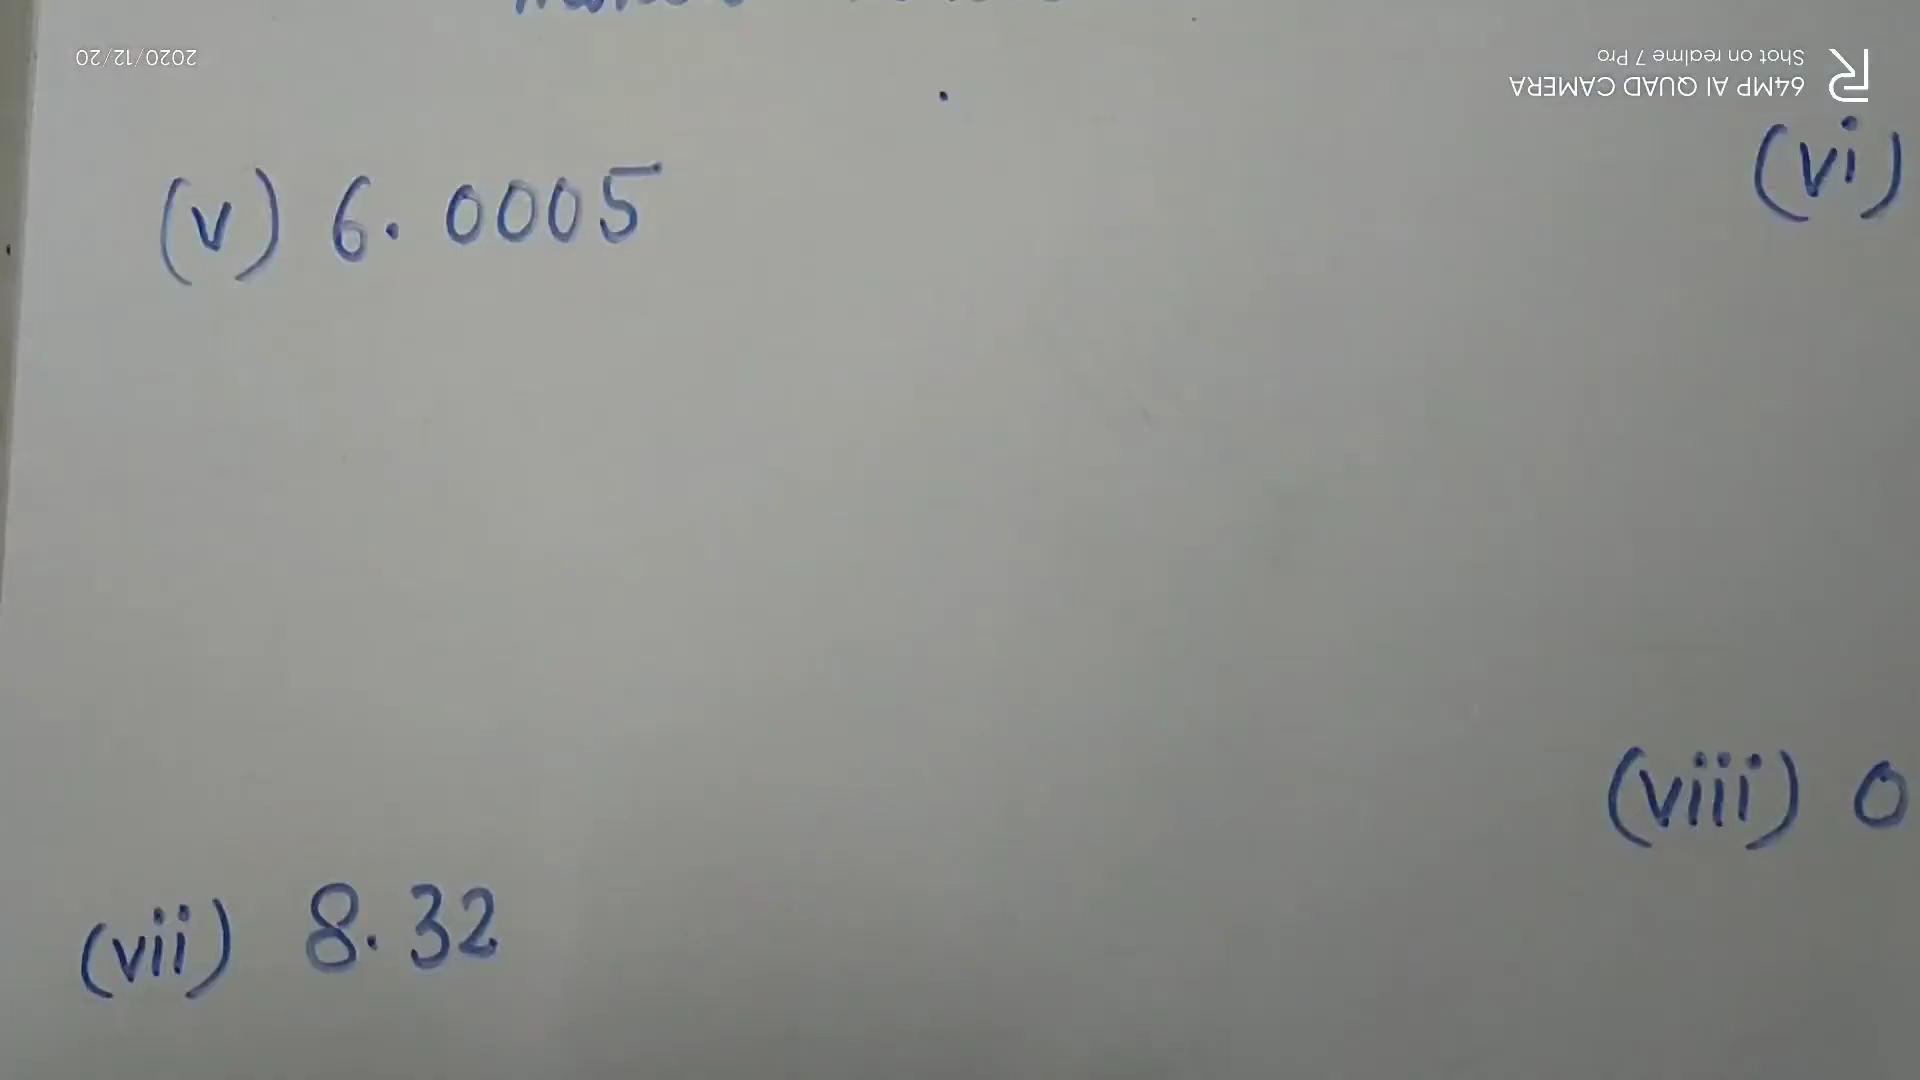 2020/12/20
Shot on realme 7 Pro
64MP AI QUAD CAMERA
(v) 6.0005
(vi)
(vii) 8.32
(viii) 0